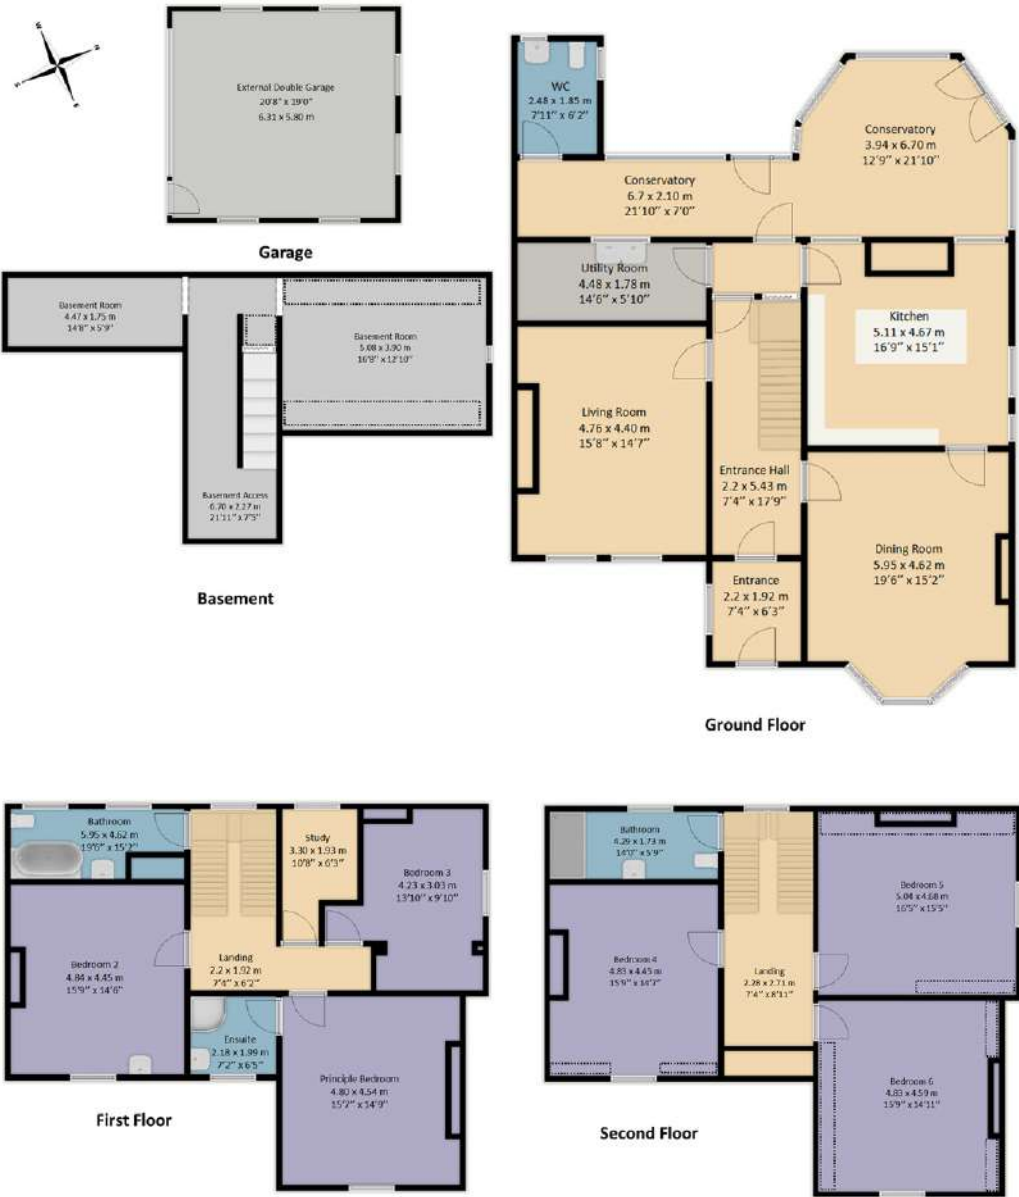 External Double Garage
20'8" x 19'0"
6.31 x 5.80 m
Garage
WC
2.48 x 1.85 m
7'11" x 6'2"
Conservatory
3.94 x 6.70 m
12'9" x 21'10"
Conservatory
6.7 x 2.10 m
21'10" x 7'0"
Utility Room
4.48 x 1.78 m
14'6" x 5'10"
Kitchen
5.11 x 4.67 m
16'9" x 15'1"
Living Room
4.76 x 4.40 m
15'8" x 14'7"
Entrance Hall
2.2 x 5.43 m
7'4" x 17'9"
Dining Room
5.95 x 4.62 m
19'6" x 15'2"
Entrance
2.2 x 1.92 m
7'4" x 6'3"
Ground Floor
Basement Room
4.47 x 1.75 m
14'8" x 5'9"
Basement Room
5.08 x 3.90 m
16'8" x 12'10"
Basement Access
6.70 x 2.27 m
21'11" x 7'5"
Basement
Bathroom
5.95 x 4.62 m
19'6" x 15'2"
Study
3.30 x 1.93 m
10'8" x 6'3"
Bedroom 3
4.23 x 3.03 m
13'10" x 9'10"
Bedroom 2
4.84 x 4.45 m
15'9" x 14'6"
Landing
2.2 x 1.92 m
7'4" x 6'2"
Ensuite
2.18 x 1.99 m
7'2" x 6'5"
Principle Bedroom
4.80 x 4.54 m
15'7" x 14'9"
First Floor
Bathroom
4.29 x 1.73 m
14'0" x 5'9"
Bedroom 5
5.04 x 4.68 m
16'5" x 15'5"
Bedroom 4
4.83 x 4.45 m
15'9" x 14'7"
Landing
2.28 x 2.71 m
7'4" x 8'11"
Bedroom 6
4.83 x 4.59 m
15'9" x 14'11"
Second Floor